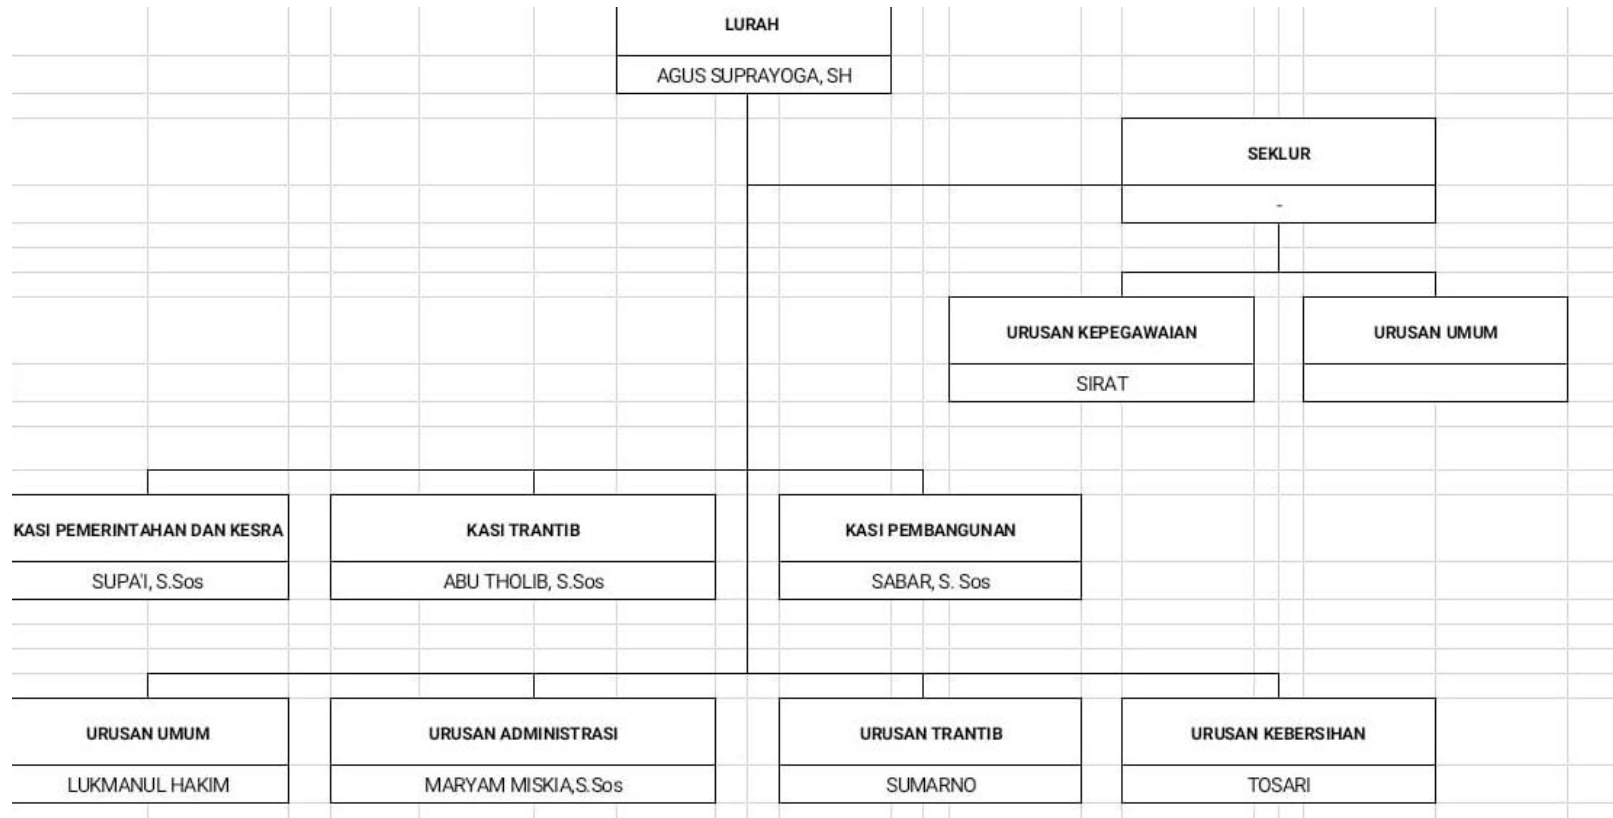 LURAH
AGUS SUPRAYOGA, SH
SEKLUR
-
URUSAN KEPEGAWAIAN
URUSAN UMUM
SIRAT
KASI PEMERINTAHAN DAN KESRA
KASI TRANTIB
KASI PEMBANGUNAN
SUPA'I, S.Sos
ABU THOLIB, S.Sos
SABAR, S. Sos
URUSAN UMUM
URUSAN ADMINISTRASI
URUSAN TRANTIB
URUSAN KEBERSIHAN
LUKMANUL HAKIM
MARYAM MISKIA,S.Sos
SUMARNO
TOSARI